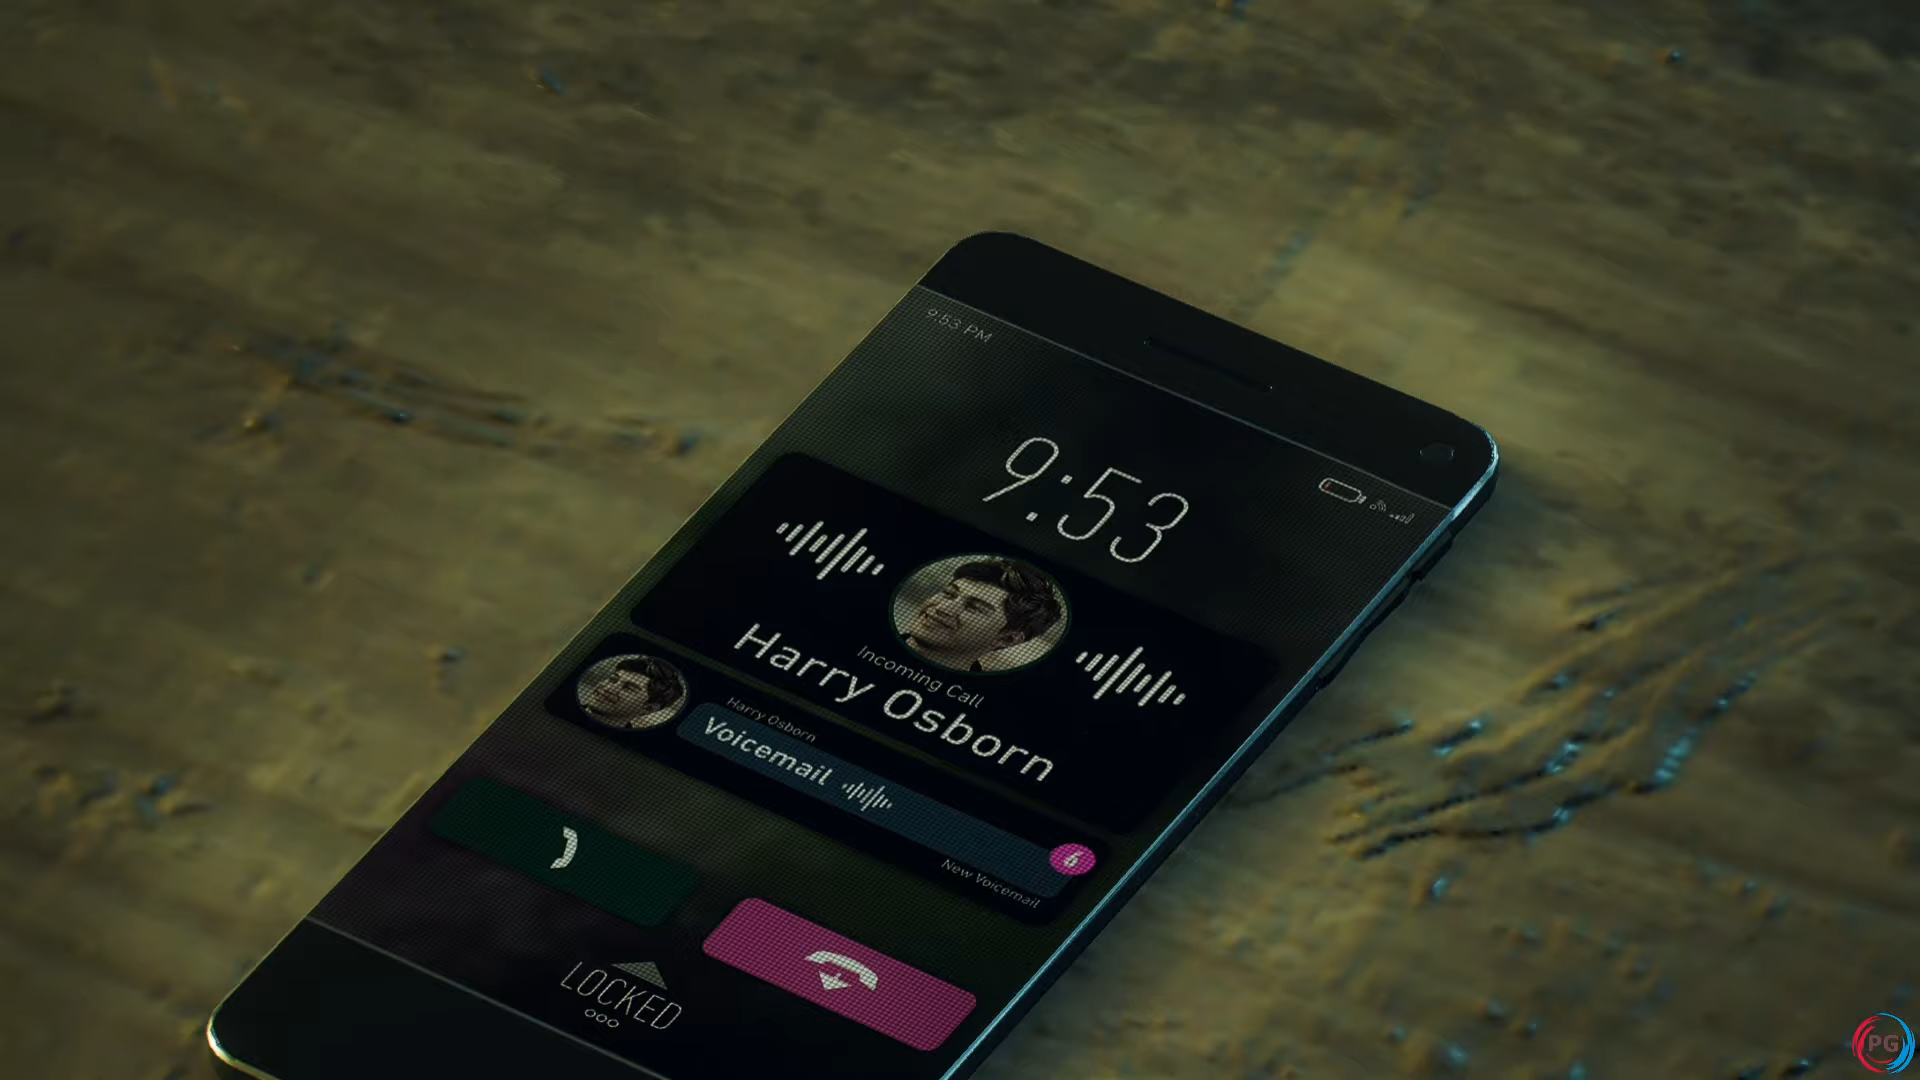 9:53 PM
9:53
Incoming Call
Harry Osborn
Harry Osborn
Voicemail
6
New Voicemail
LOCKED
PG